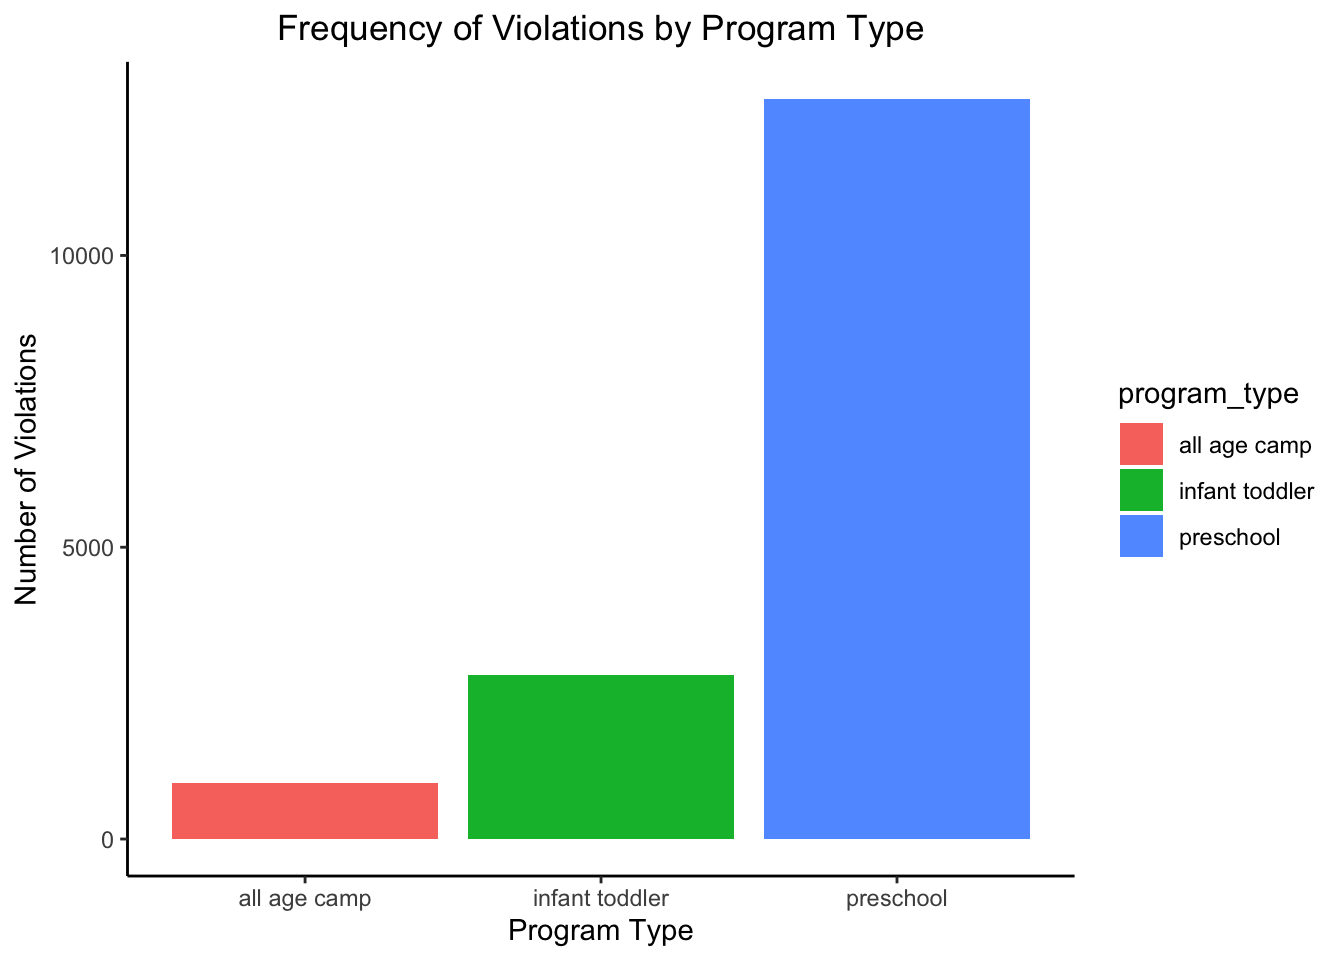 Frequency of Violations by Program Type
Number of Violations
10000
5000
0
all age camp
infant toddler
preschool
Program Type
program_type
all age camp
infant toddler
preschool